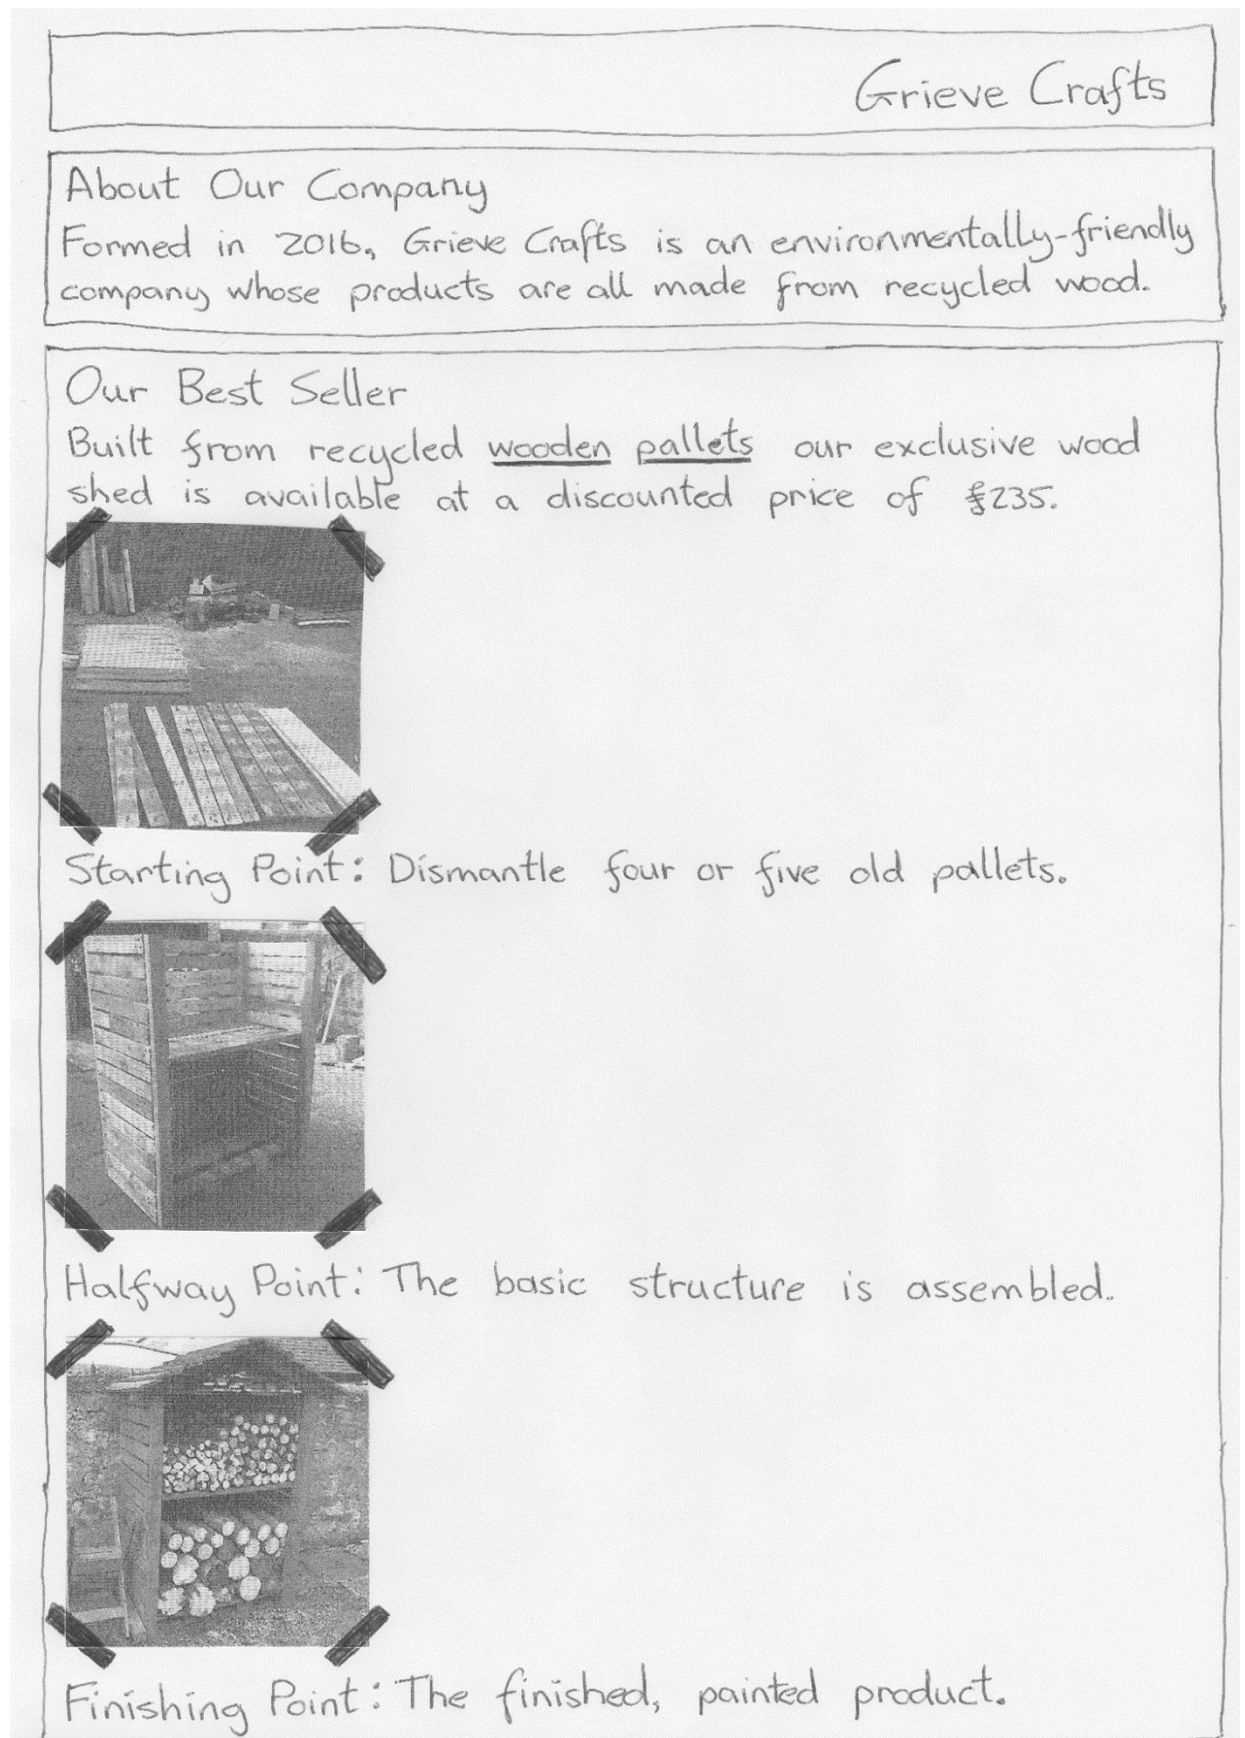 Grieve Crafts
About Our Company
Formed in 2016, Grieve Crafts is an environmentally-friendly
company whose products are all made from recycled wood.
Our Best Seller
Built from recycled wooden pallets our exclusive wood
shed is available at a discounted price of £235.
Starting Point: Dismantle four or five old pallets.
Halfway Point: The basic structure is assembled.
Finishing Point: The finished, painted product.